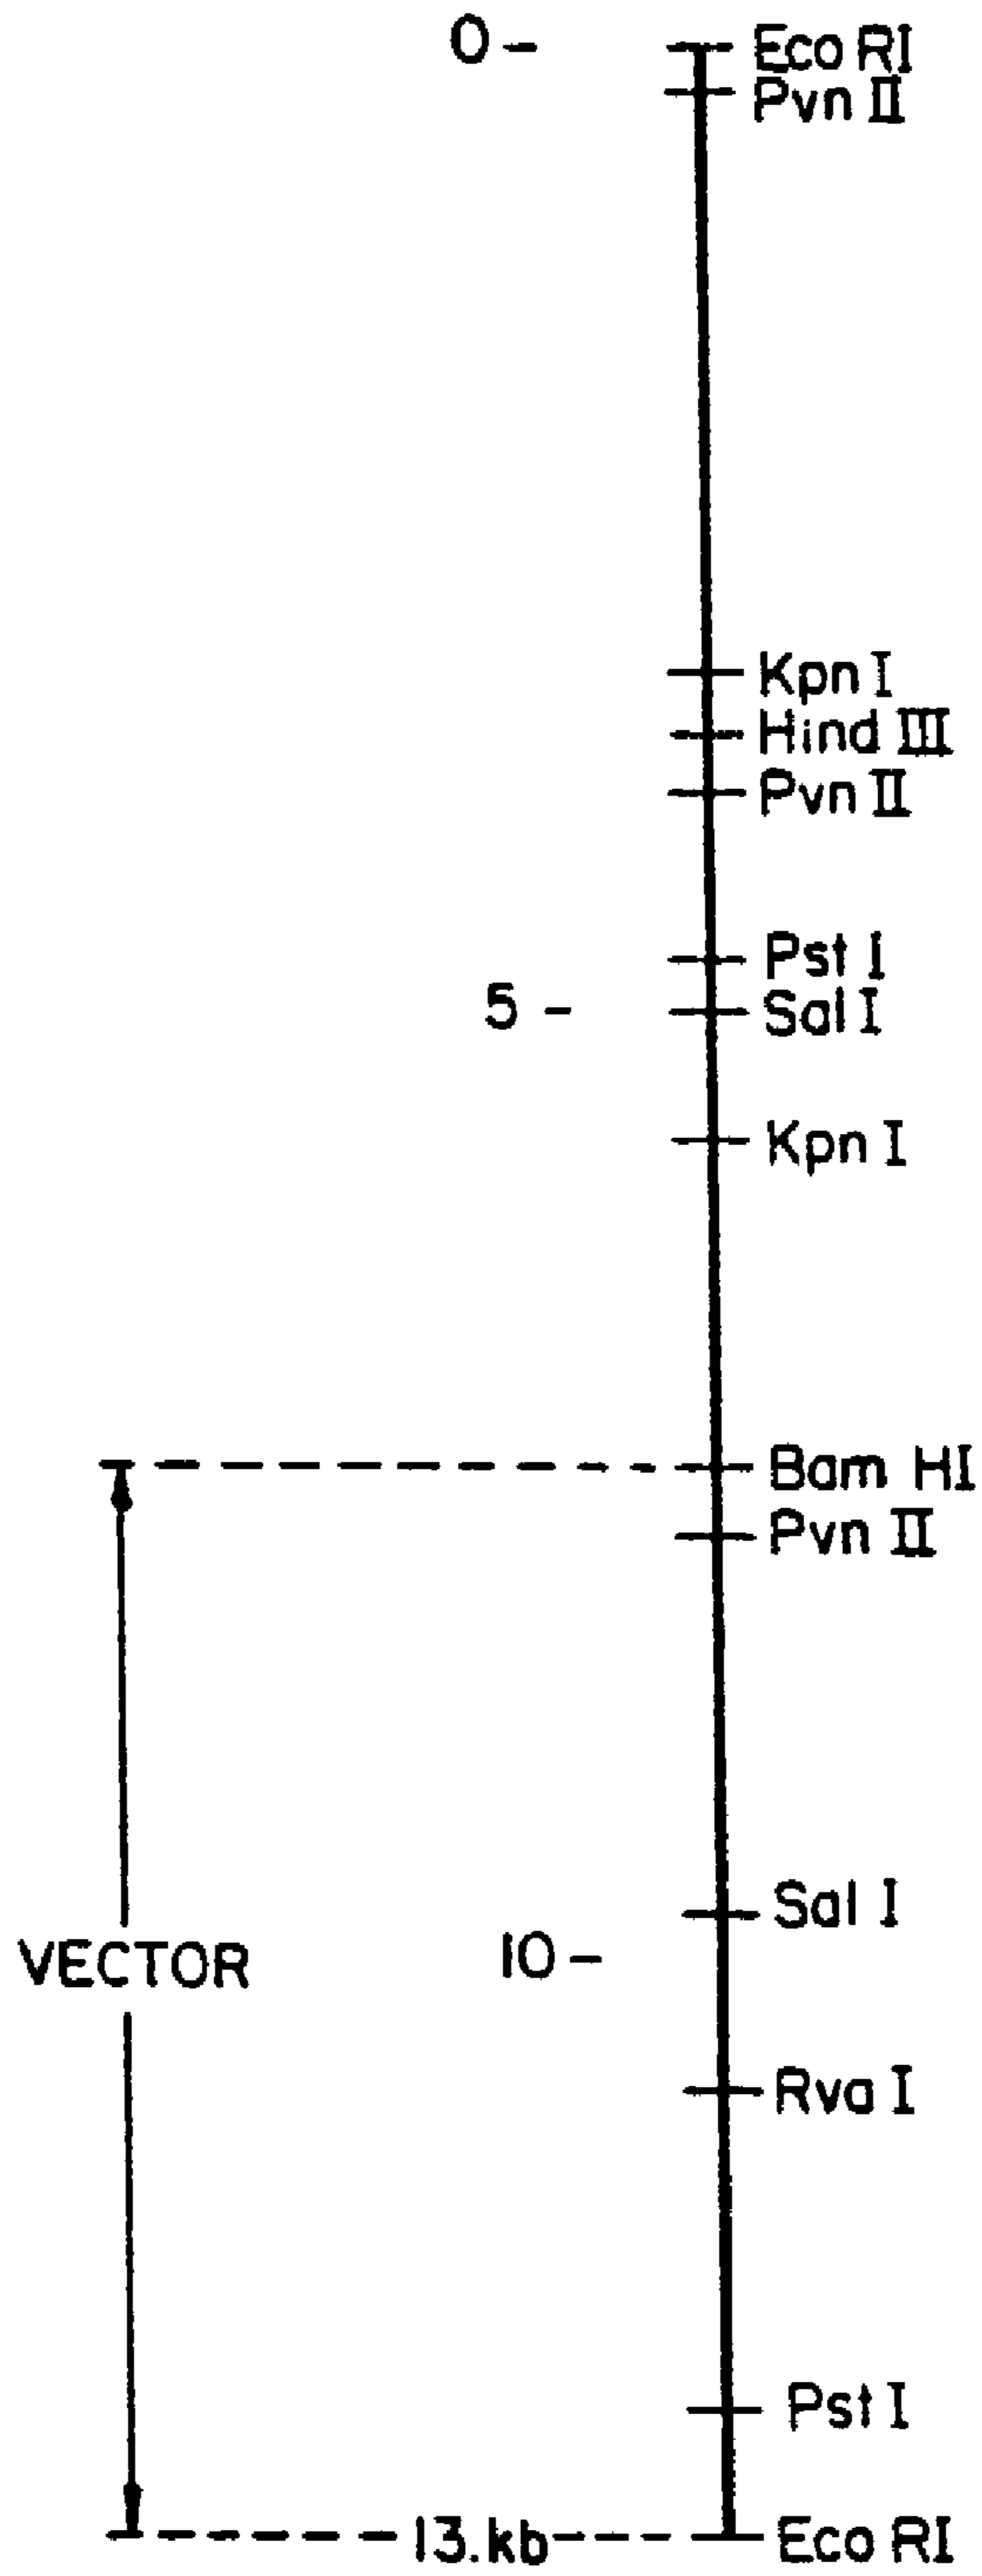 0 - Eco RI
Pvn II
Kpn I
Hind III
Pvn II
Pst I
5 - Sal I
Kpn I
Bam HI
Pvn II
Sal I
VECTOR 10 -
Rva I
Pst I
13.kb Eco RI